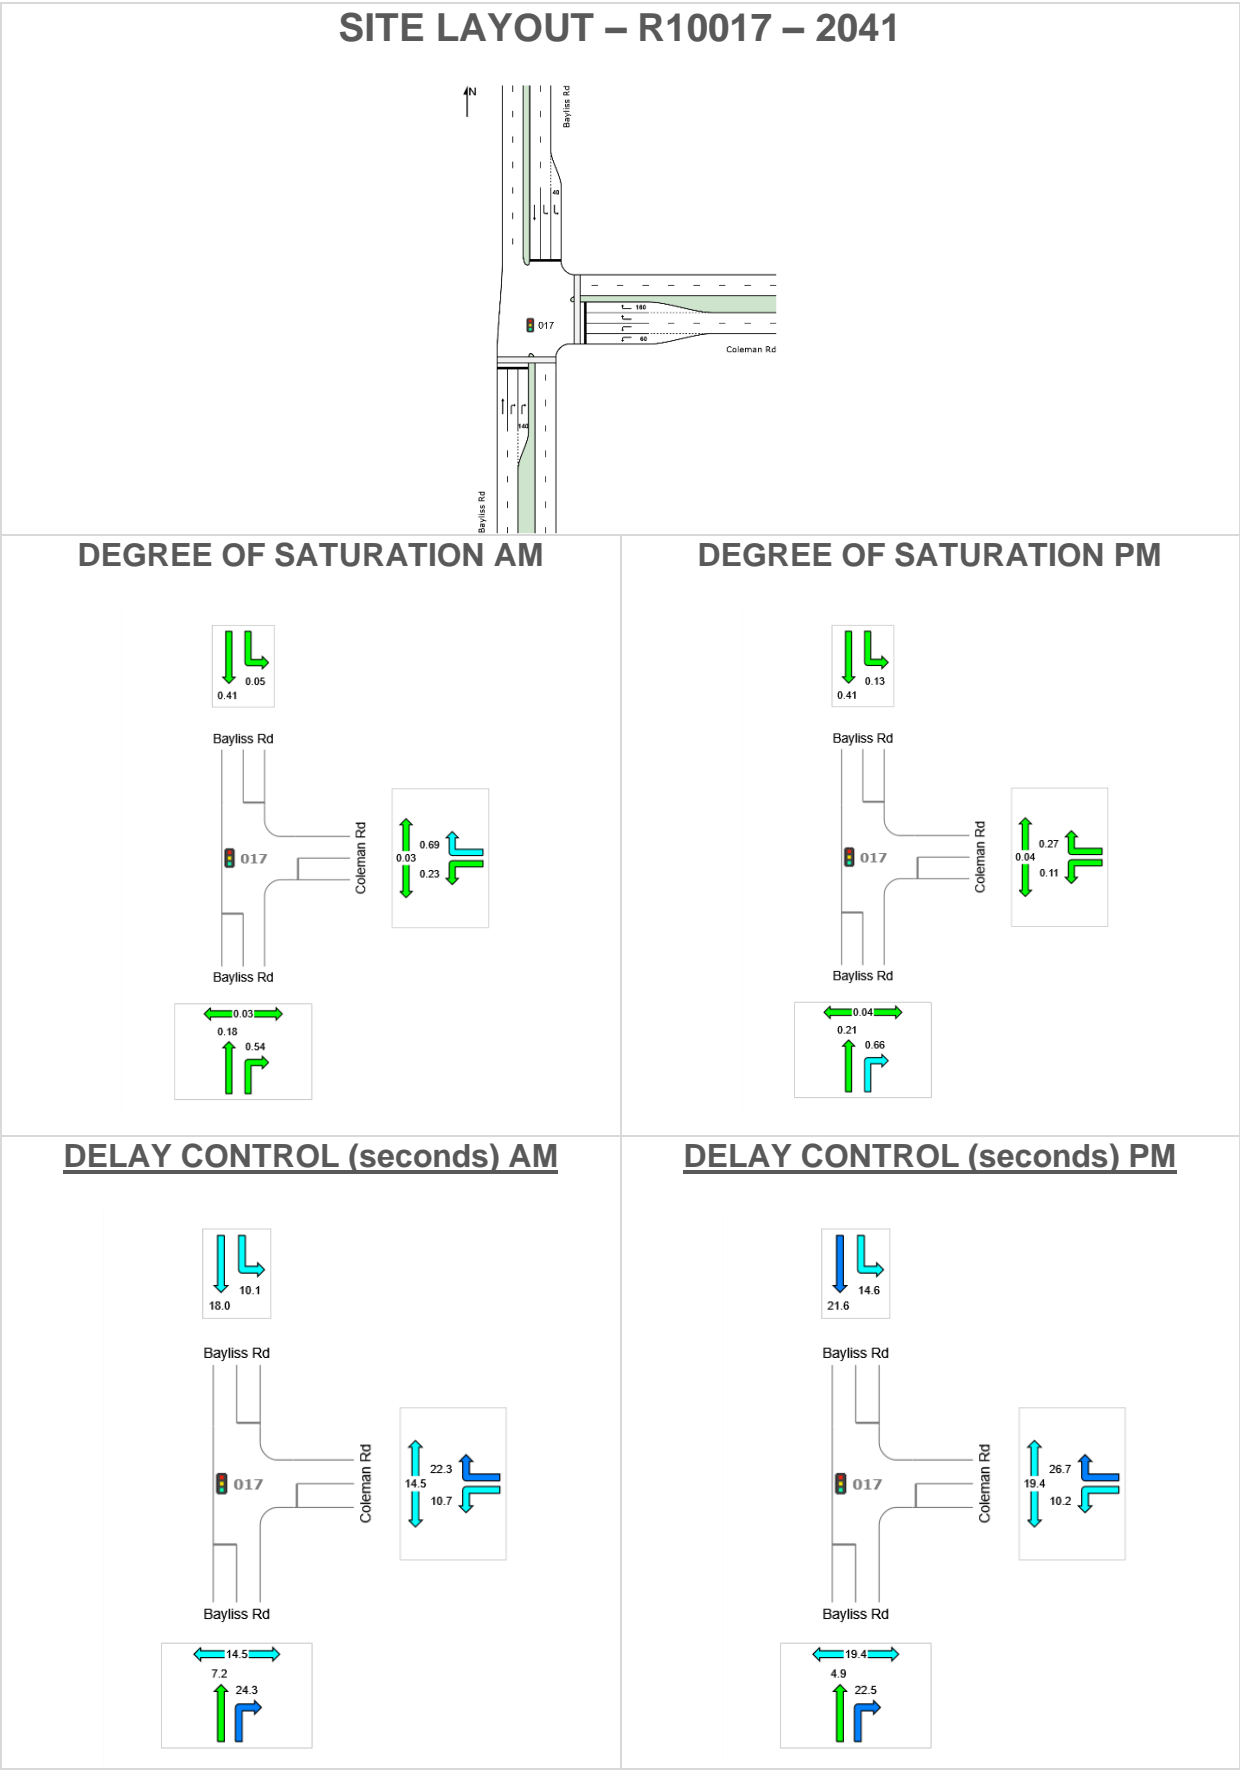 SITE LAYOUT – R10017 – 2041
N
Bayliss Rd
40
160
017
60
Coleman Rd
140
Bayliss Rd
DEGREE OF SATURATION AM
0.05
0.41
Bayliss Rd
Coleman Rd
0.69
0.03
017
0.23
Bayliss Rd
0.03
0.18
0.54
DEGREE OF SATURATION PM
0.13
0.41
Bayliss Rd
Coleman Rd
0.27
0.04
017
0.11
Bayliss Rd
0.04
0.21
0.66
DELAY CONTROL (seconds) AM
10.1
18.0
Bayliss Rd
Coleman Rd
22.3
14.5
017
10.7
Bayliss Rd
14.5
7.2
24.3
DELAY CONTROL (seconds) PM
14.6
21.6
Bayliss Rd
Coleman Rd
26.7
19.4
017
10.2
Bayliss Rd
19.4
4.9
22.5